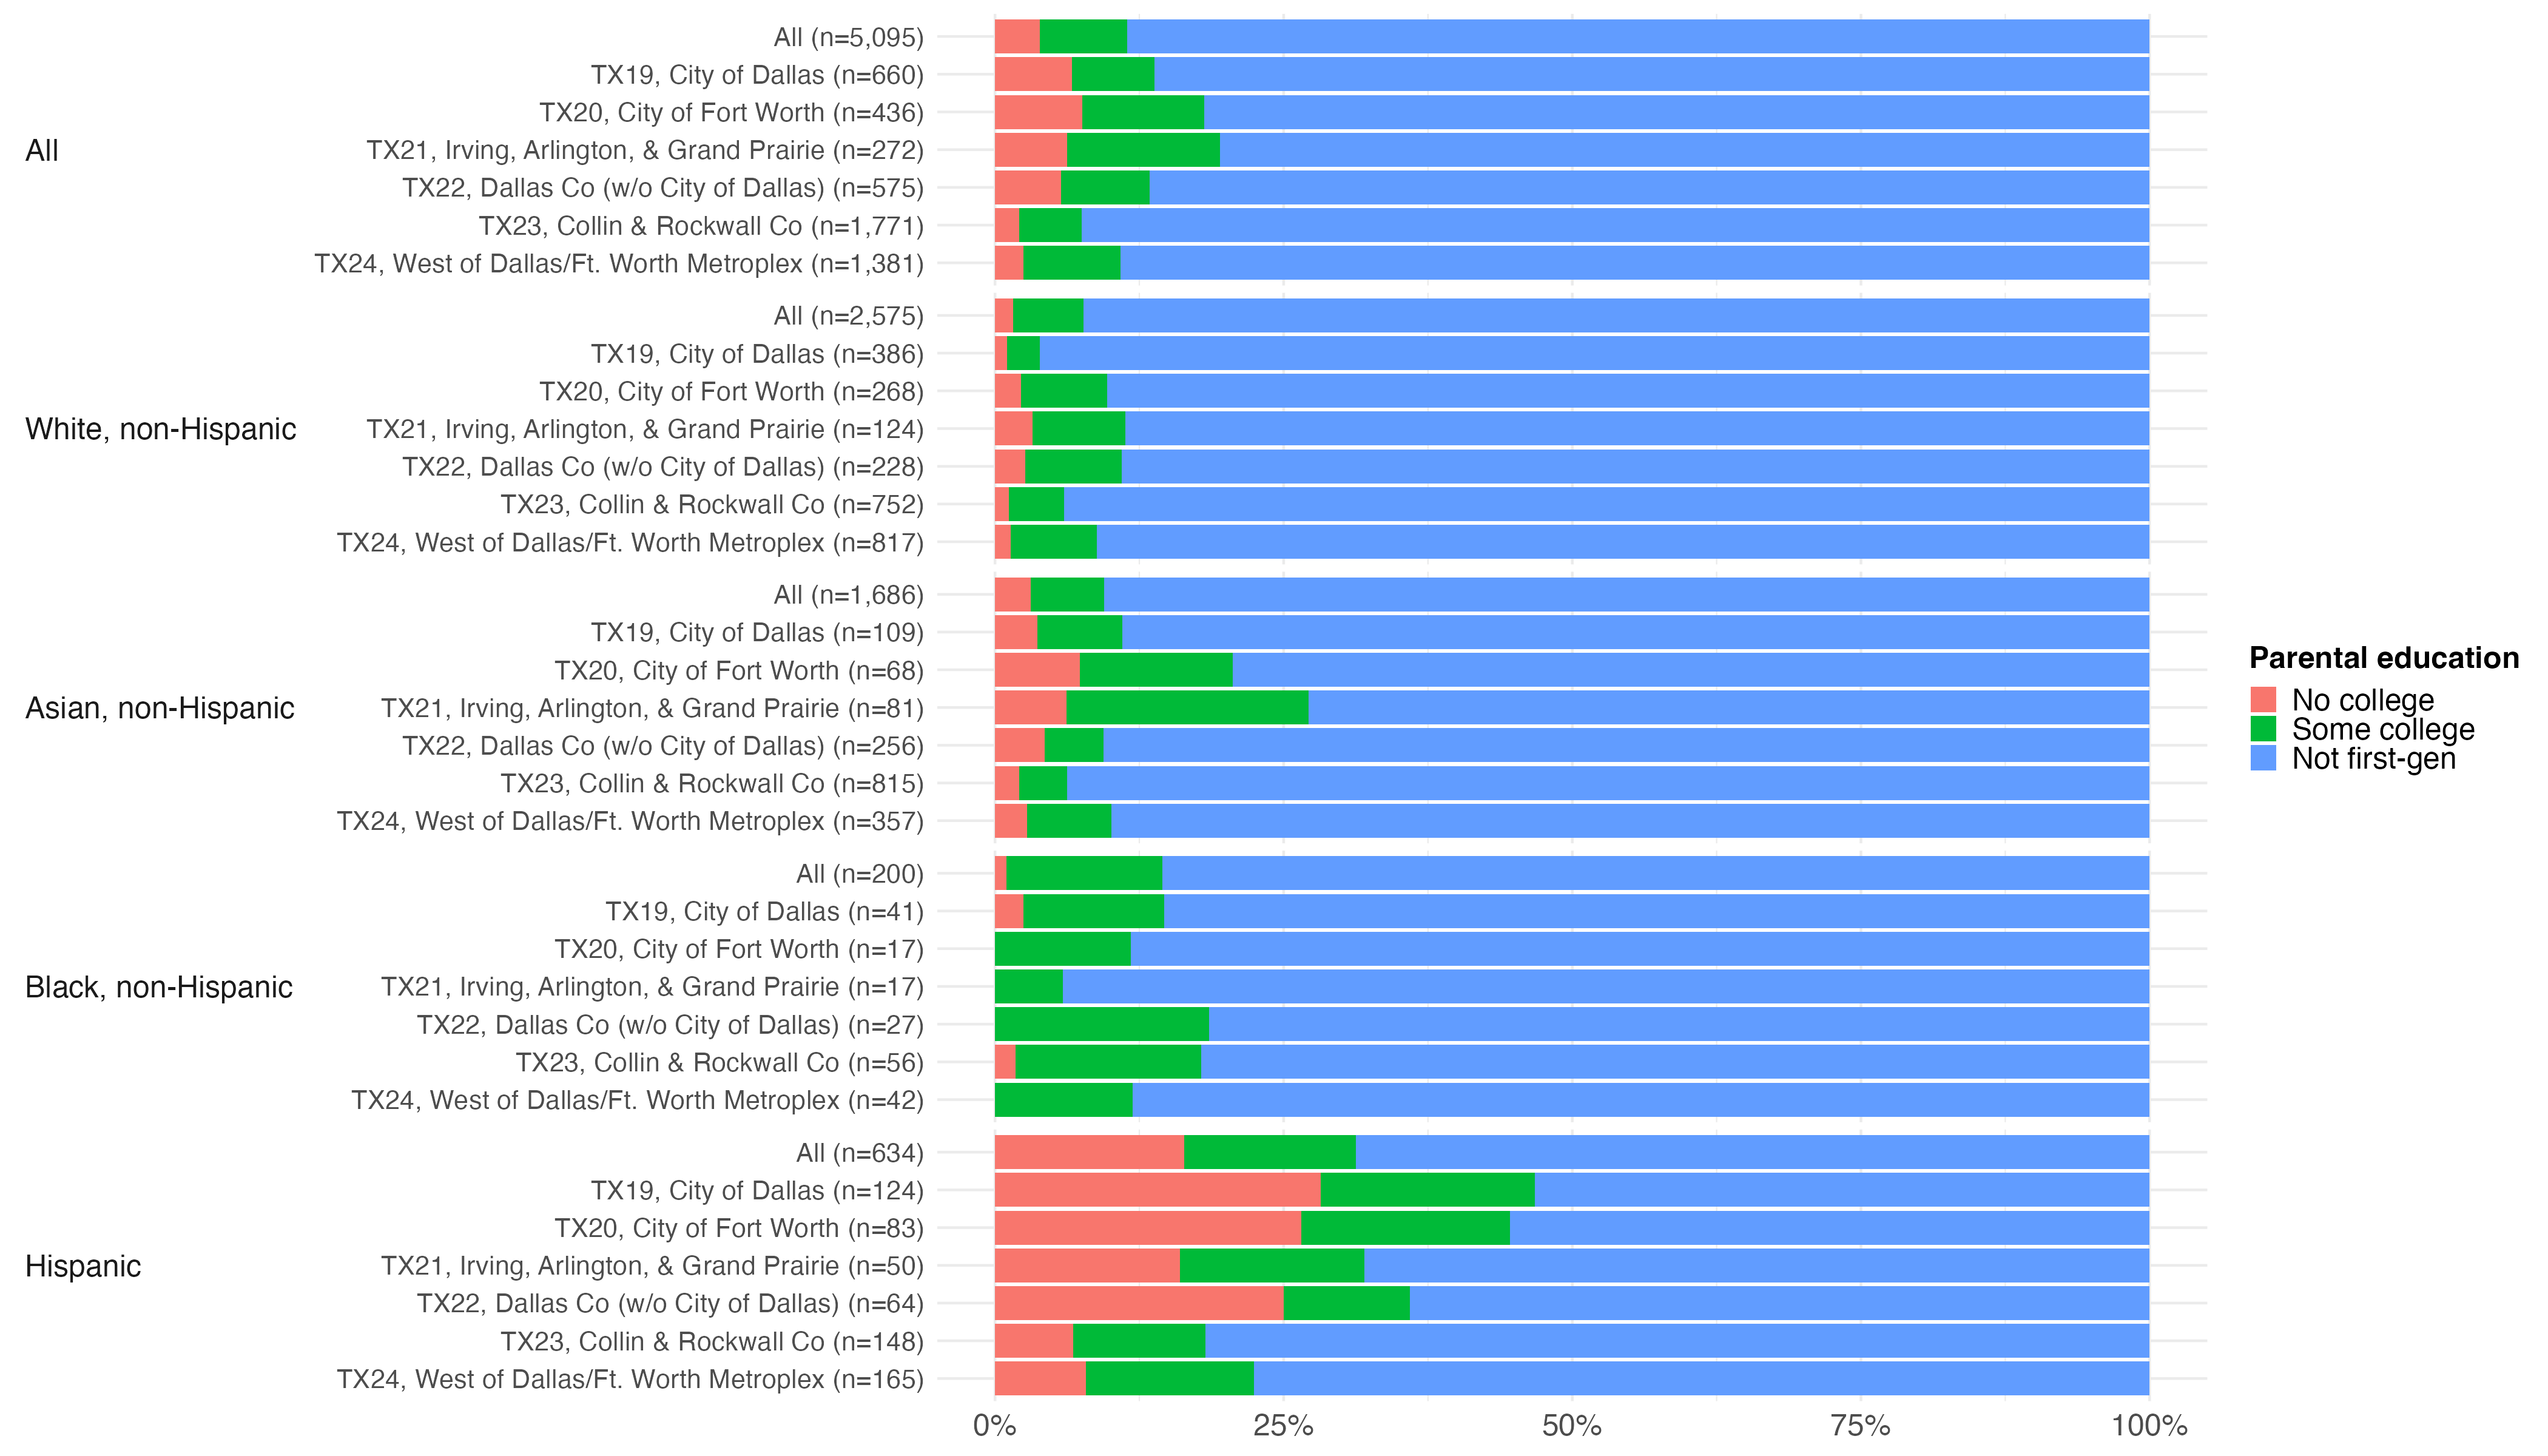 All
All (n=5,095)
TX19, City of Dallas (n=660)
TX20, City of Fort Worth (n=436)
TX21, Irving, Arlington, & Grand Prairie (n=272)
TX22, Dallas Co (w/o City of Dallas) (n=575)
TX23, Collin & Rockwall Co (n=1,771)
TX24, West of Dallas/Ft. Worth Metroplex (n=1,381)
White, non-Hispanic
All (n=2,575)
TX19, City of Dallas (n=386)
TX20, City of Fort Worth (n=268)
TX21, Irving, Arlington, & Grand Prairie (n=124)
TX22, Dallas Co (w/o City of Dallas) (n=228)
TX23, Collin & Rockwall Co (n=752)
TX24, West of Dallas/Ft. Worth Metroplex (n=817)
Asian, non-Hispanic
All (n=1,686)
TX19, City of Dallas (n=109)
TX20, City of Fort Worth (n=68)
TX21, Irving, Arlington, & Grand Prairie (n=81)
TX22, Dallas Co (w/o City of Dallas) (n=256)
TX23, Collin & Rockwall Co (n=815)
TX24, West of Dallas/Ft. Worth Metroplex (n=357)
Black, non-Hispanic
All (n=200)
TX19, City of Dallas (n=41)
TX20, City of Fort Worth (n=17)
TX21, Irving, Arlington, & Grand Prairie (n=17)
TX22, Dallas Co (w/o City of Dallas) (n=27)
TX23, Collin & Rockwall Co (n=56)
TX24, West of Dallas/Ft. Worth Metroplex (n=42)
Hispanic
All (n=634)
TX19, City of Dallas (n=124)
TX20, City of Fort Worth (n=83)
TX21, Irving, Arlington, & Grand Prairie (n=50)
TX22, Dallas Co (w/o City of Dallas) (n=64)
TX23, Collin & Rockwall Co (n=148)
TX24, West of Dallas/Ft. Worth Metroplex (n=165)
0% 25% 50% 75% 100%
Parental education
No college
Some college
Not first-gen